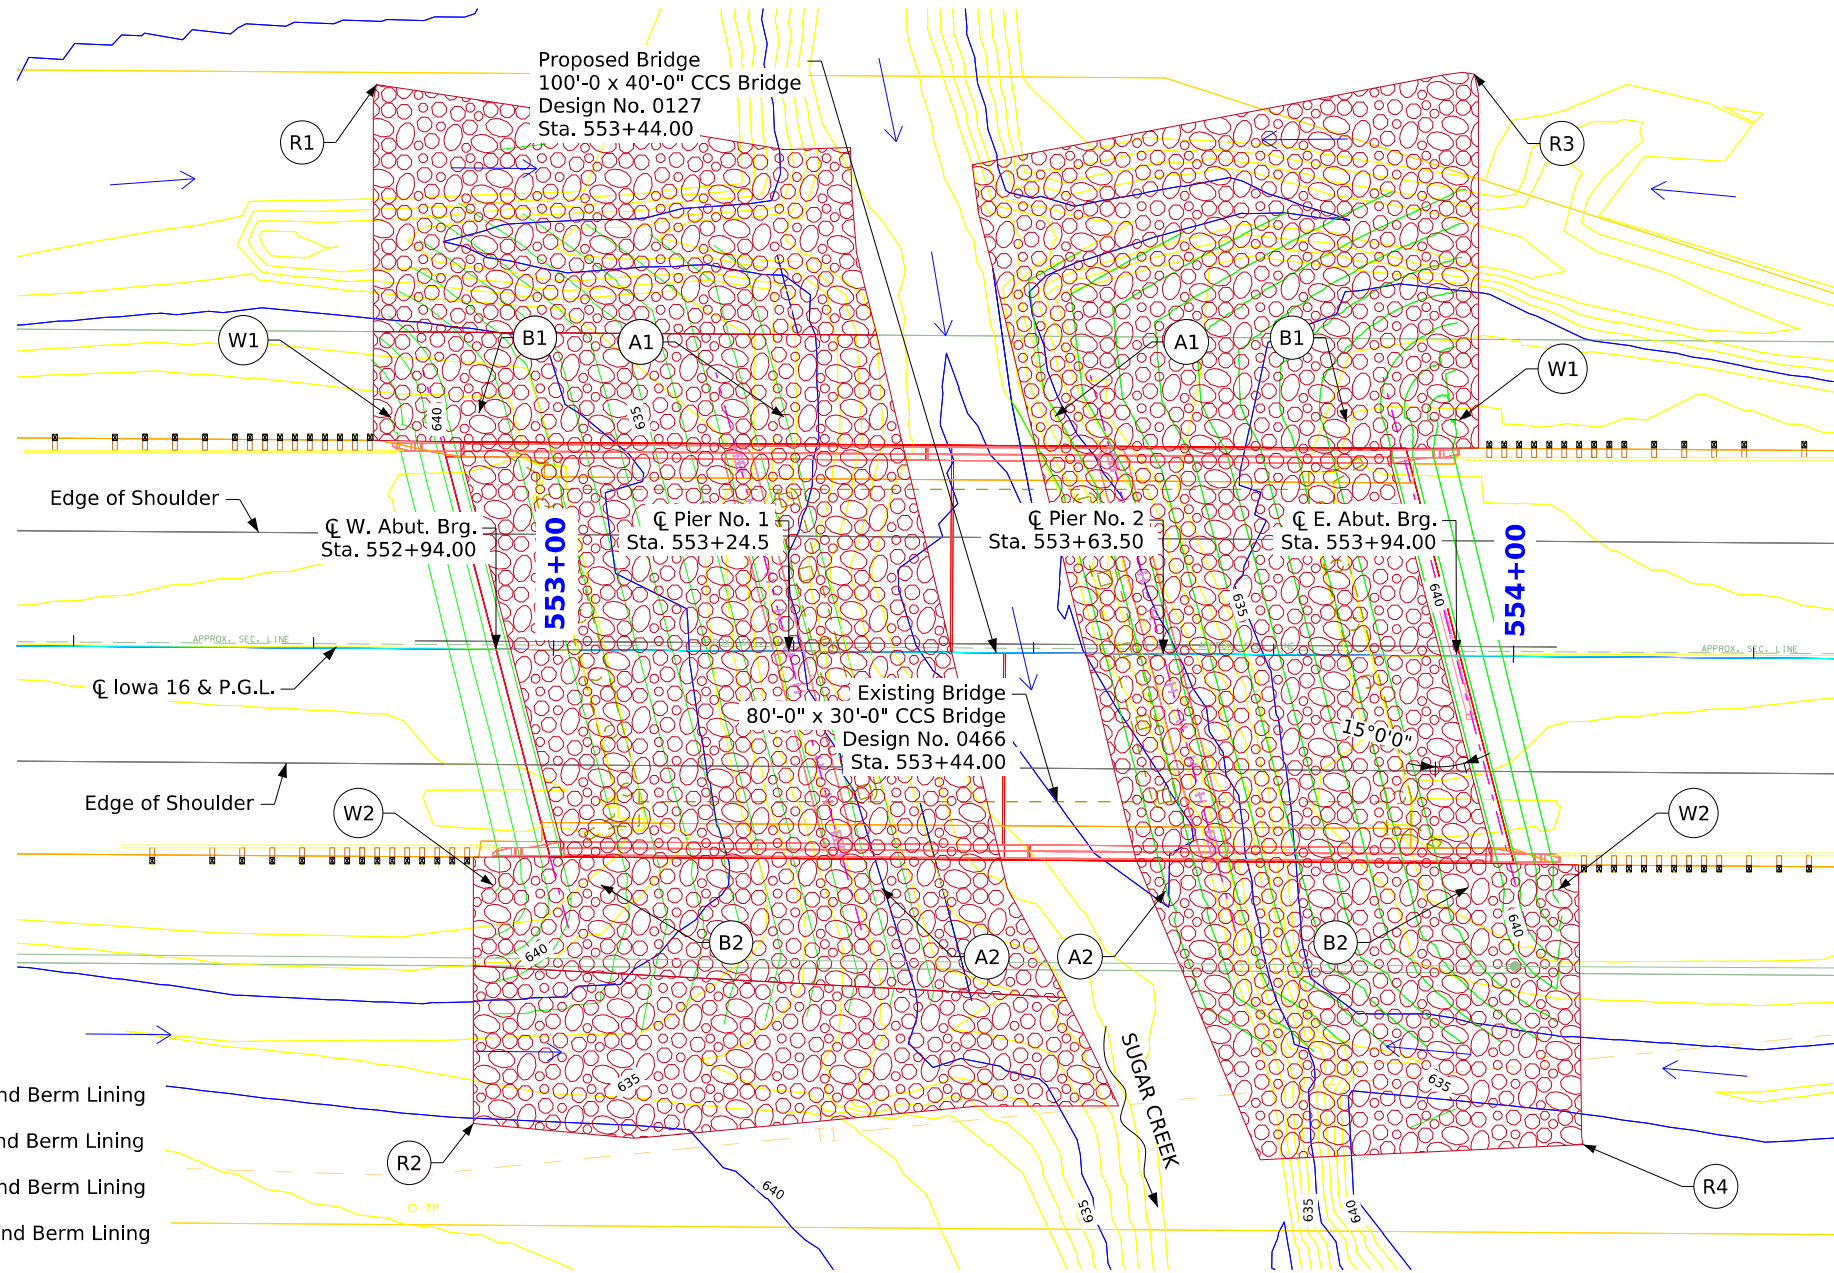 Proposed Bridge
100'-0 x 40'-0" CCS Bridge
Design No. 0127
Sta. 553+44.00
R1
R3
W1
B1
A1
A1
B1
W1
640
635
Edge of Shoulder
℄ W. Abut. Brg.
Sta. 552+94.00
553+00
℄ Pier No. 1
Sta. 553+24.5
℄ Pier No. 2
Sta. 553+63.50
℄ E. Abut. Brg.
Sta. 553+94.00
554+00
635
640
APPROX. SEC. LINE
APPROX. SEC. LINE
℄ Iowa 16 & P.G.L.
Existing Bridge
80'-0" x 30'-0" CCS Bridge
Design No. 0466
Sta. 553+44.00
15°0'0"
Edge of Shoulder
W2
W2
B2
A2
A2
B2
640
640
SUGAR CREEK
635
635
nd Berm Lining
nd Berm Lining
nd Berm Lining
nd Berm Lining
T1
R2
R4
TP
640
635
635
640